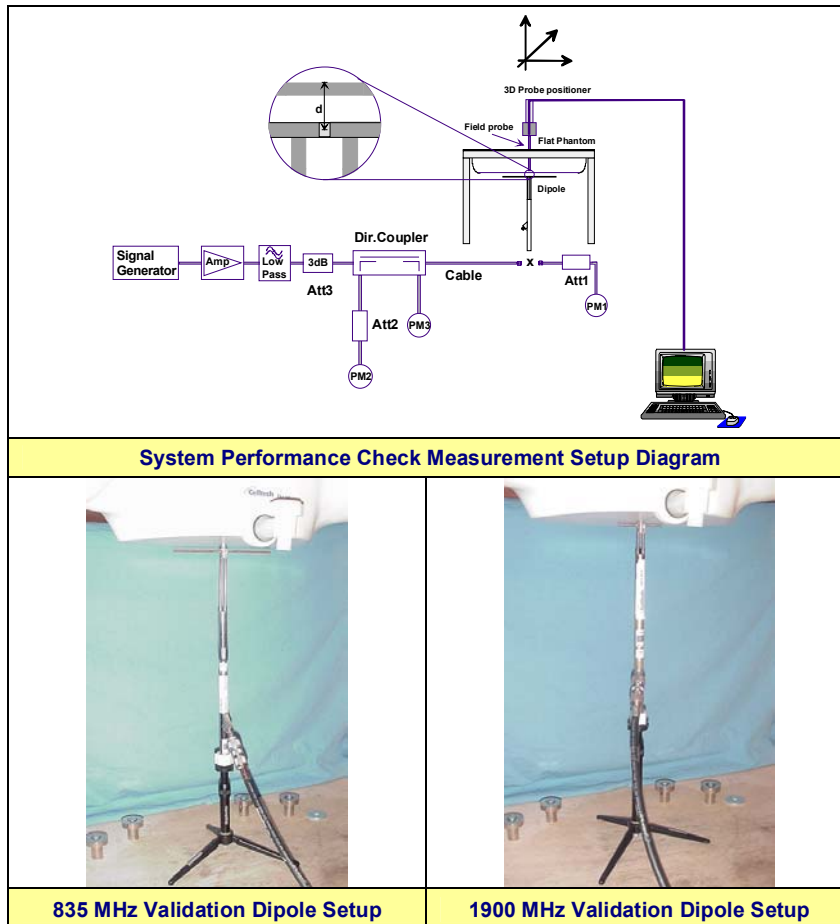 3D Probe positioner
d
Field probe
Flat Phantom
Dipole
Dir.Coupler
Signal
Generator
Amp
Low
Pass
3dB
Cable
x
Att3
Att1
Att2
PM3
PM1
PM2
System Performance Check Measurement Setup Diagram
Celltech
835 MHz Validation Dipole Setup
1900 MHz Validation Dipole Setup